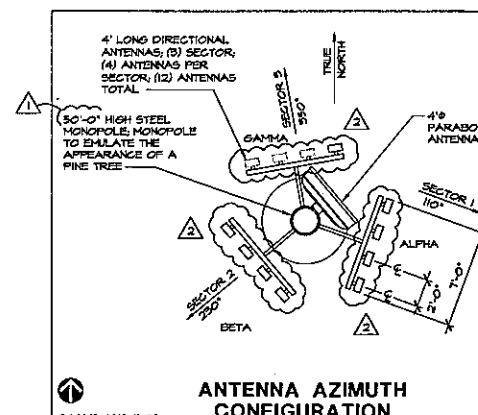 4' LONG DIRECTIONAL
ANTENNAS; (3) SECTOR;
(4) ANTENNAS PER
SECTOR; (12) ANTENNAS
TOTAL
TRUE
NORTH
SECTOR 3
350°
1
50'-0" HIGH STEEL
MONOPOLE; MONOPOLE
TO EMULATE THE
APPEARANCE OF A
PINE TREE
GAMMA
2
4'Φ
PARABO
ANTENNA
SECTOR 1
110°
2
ALPHA
℄
℄
2'-0"
7'-0"
SECTOR 2
230°
BETA
2
ANTENNA AZIMUTH
CONFIGURATION